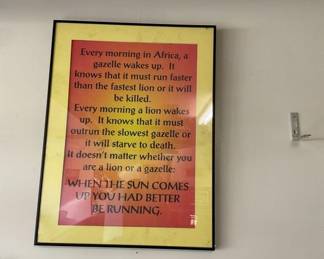 Every morning in Africa, a
gazelle wakes up. It
knows that it must run faster
than the fastest lion or it will
be killed.
Every morning a lion wakes
up. It knows that it must
outrun the slowest gazelle or
it will starve to death.
It doesn't matter whether you
are a lion or a gazelle:
WHEN THE SUN COMES
UP YOU HAD BETTER
BE RUNNING.